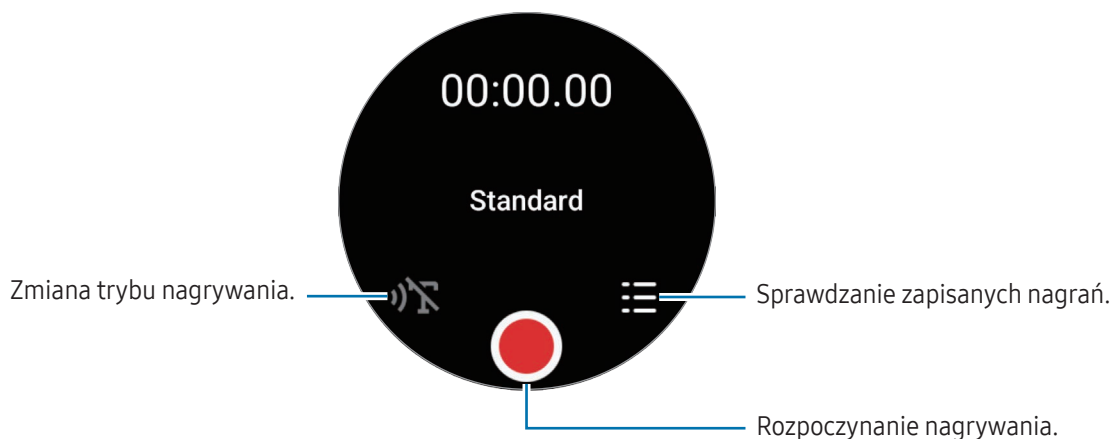 00:00.00
Standard
Zmiana trybu nagrywania.
Sprawdzanie zapisanych nagrań.
Rozpoczynanie nagrywania.